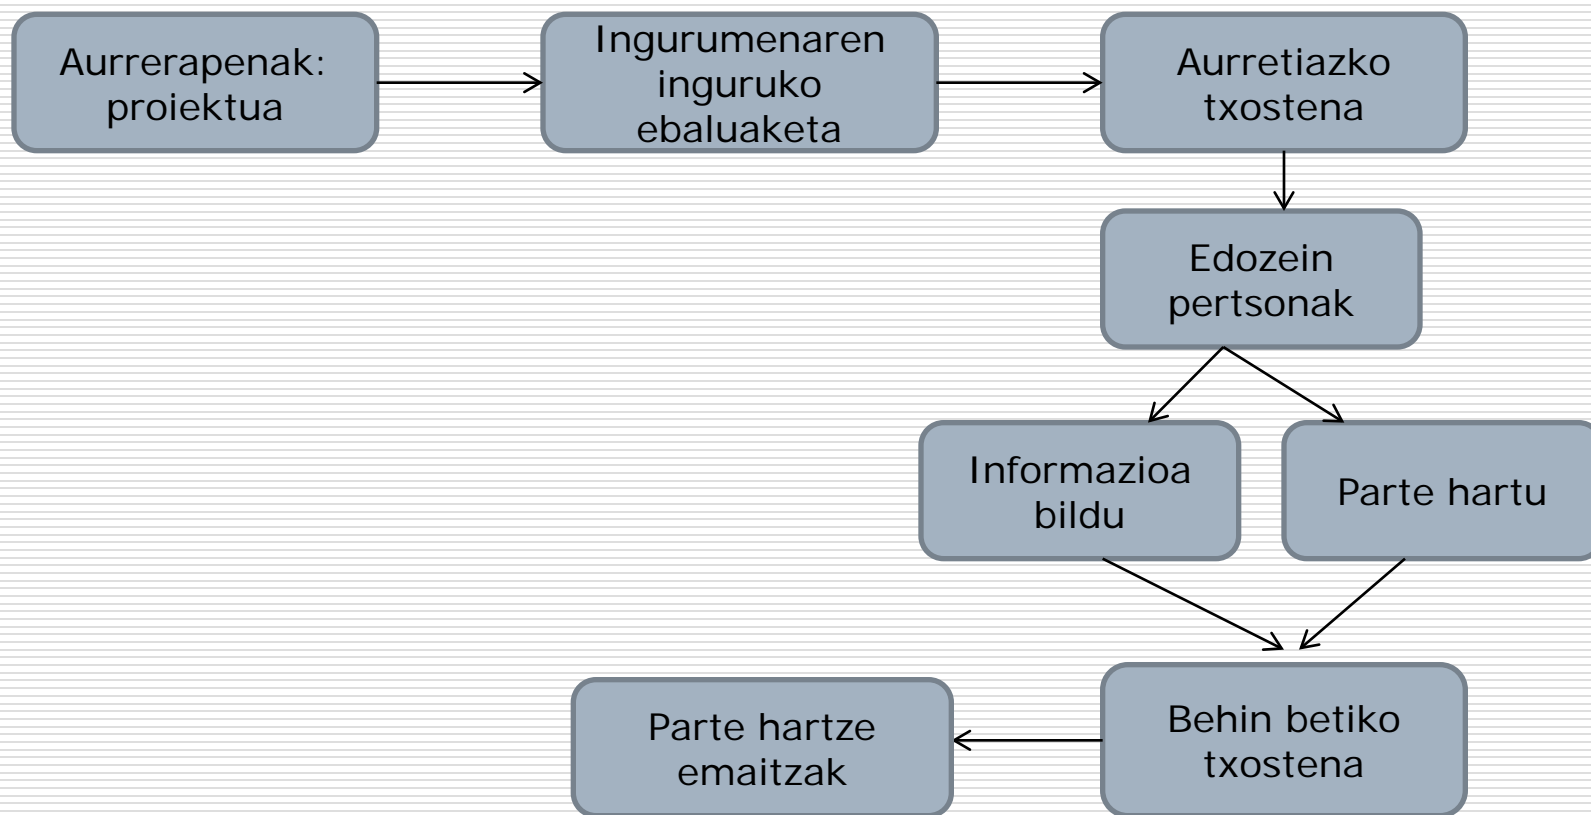 Aurrerapenak:
proiektua
Ingurumenaren
inguruko
ebaluaketa
Aurretiazko
txostena
Edozein
pertsonak
Informazioa
bildu
Parte hartu
Behin betiko
txostena
Parte hartze
emaitzak